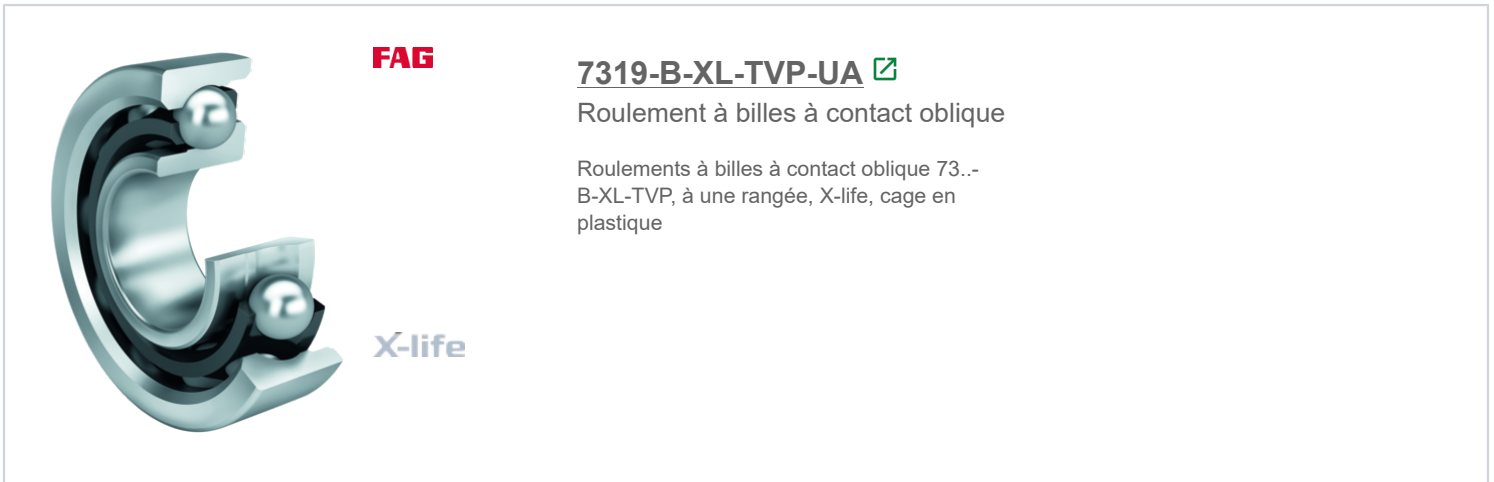 FAG
7319-B-XL-TVP-UA
Roulement à billes à contact oblique
Roulements à billes à contact oblique 73..-
B-XL-TVP, à une rangée, X-life, cage en
plastique
X-life